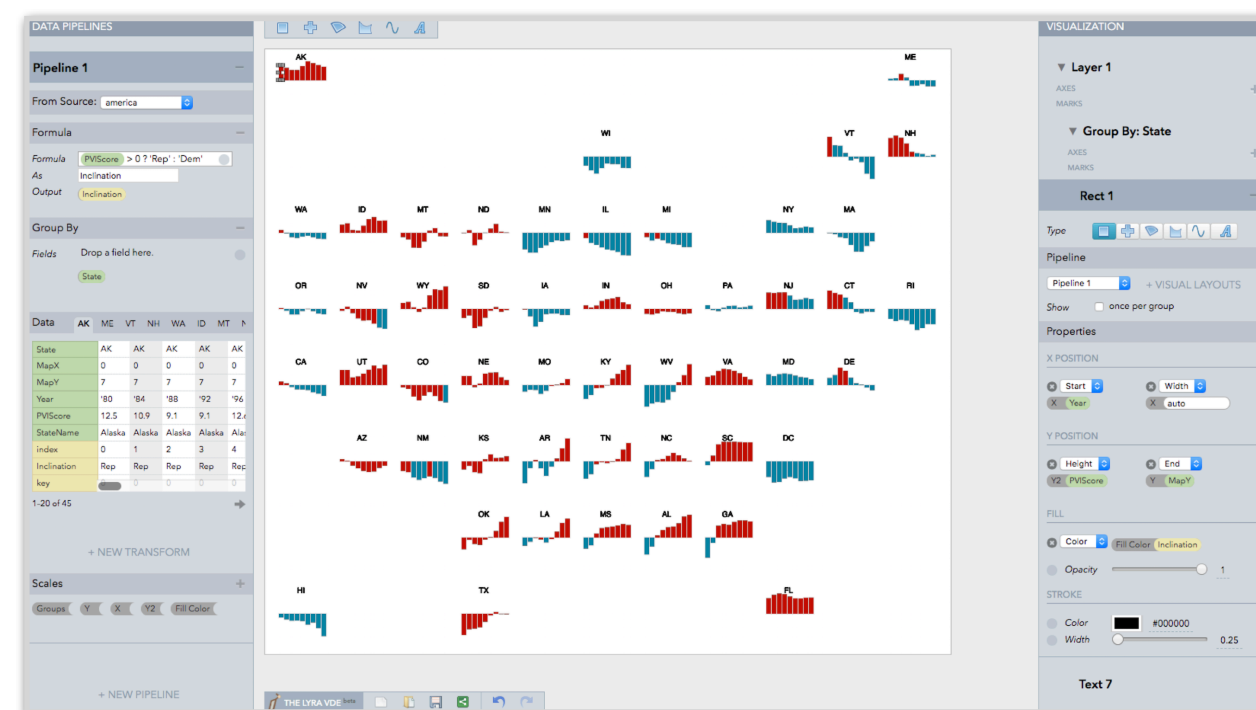 DATA PIPELINES
Pipeline 1
From Source: america
Formula
Formula PVIScore > 0 ? 'Rep' : 'Dem'
As Inclination
Output Inclination
Group By
Fields Drop a field here.
State
Data AK ME VT NH WA ID MT
State AK AK AK AK AK
MapX 0 0 0 0 0
MapY 7 7 7 7 7
Year '80 '84 '88 '92 '96
PVIScore 12.5 10.9 9.1 9.1
StateName Alaska Alaska Alaska Alaska
index 0 1 2 3 4
Inclination Rep Rep Rep Rep Rep
key 0 0 0 0
1-20 of 45
+ NEW TRANSFORM
Scales
Groups Y X Y2 Fill Color
+ NEW PIPELINE
AK ME
WI VT NH
WA ID MT ND MN IL MI NY MA
OR NV WY SD IA IN OH PA NJ CT RI
CA UT CO NE MO KY WV VA MD DE
AZ NM KS AR TN NC SC DC
OK LA MS AL GA
HI TX FL
THE LYRA VDE beta
VISUALIZATION
Layer 1
AXES
MARKS
Group By: State
AXES
MARKS
Rect 1
Type
Pipeline
Pipeline 1 + VISUAL LAYOUTS
Show once per group
Properties
X POSITION
Start Width
X Year X auto
Y POSITION
Height End
Y2 PVIScore Y MapY
FILL
Color Fill Color Inclination
Opacity 1
STROKE
Color #000000
Width 0.25
Text 7